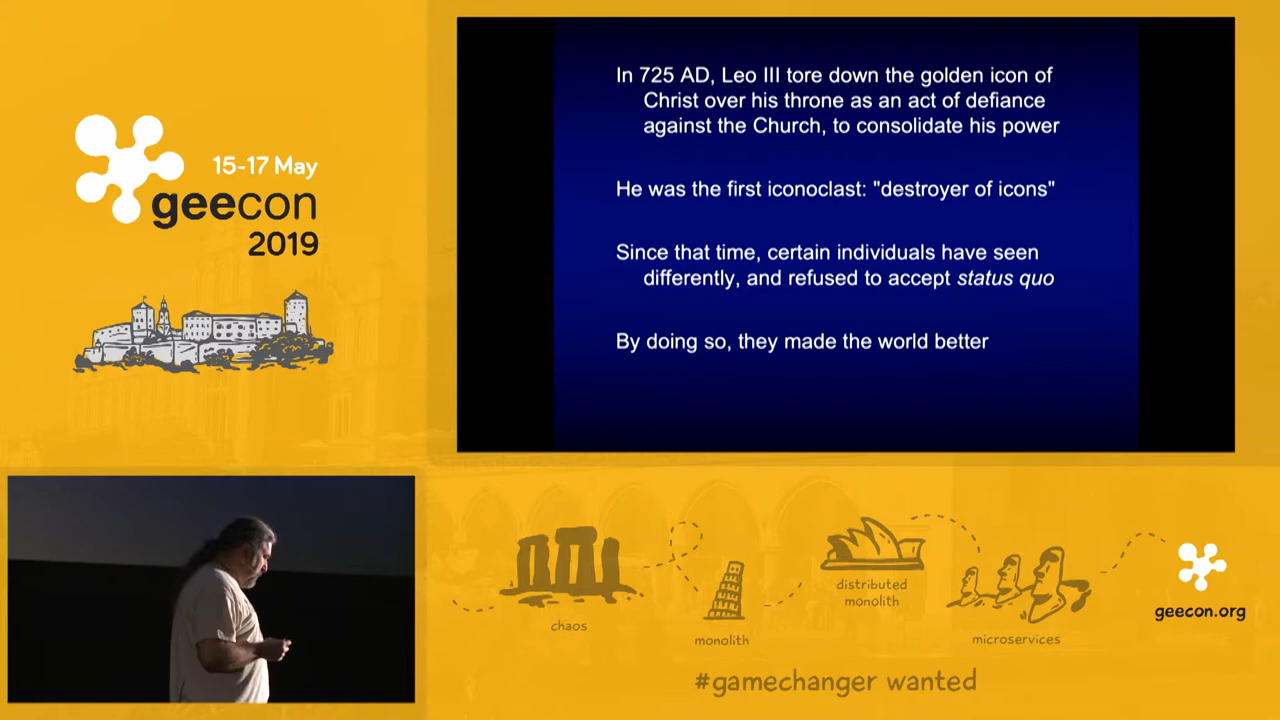 15-17 May
geecon
2019
In 725 AD, Leo III tore down the golden icon of
Christ over his throne as an act of defiance
against the Church, to consolidate his power
He was the first iconoclast: "destroyer of icons"
Since that time, certain individuals have seen
differently, and refused to accept status quo
By doing so, they made the world better
chaos
monolith
distributed
monolith
microservices
geecon.org
#gamechanger wanted